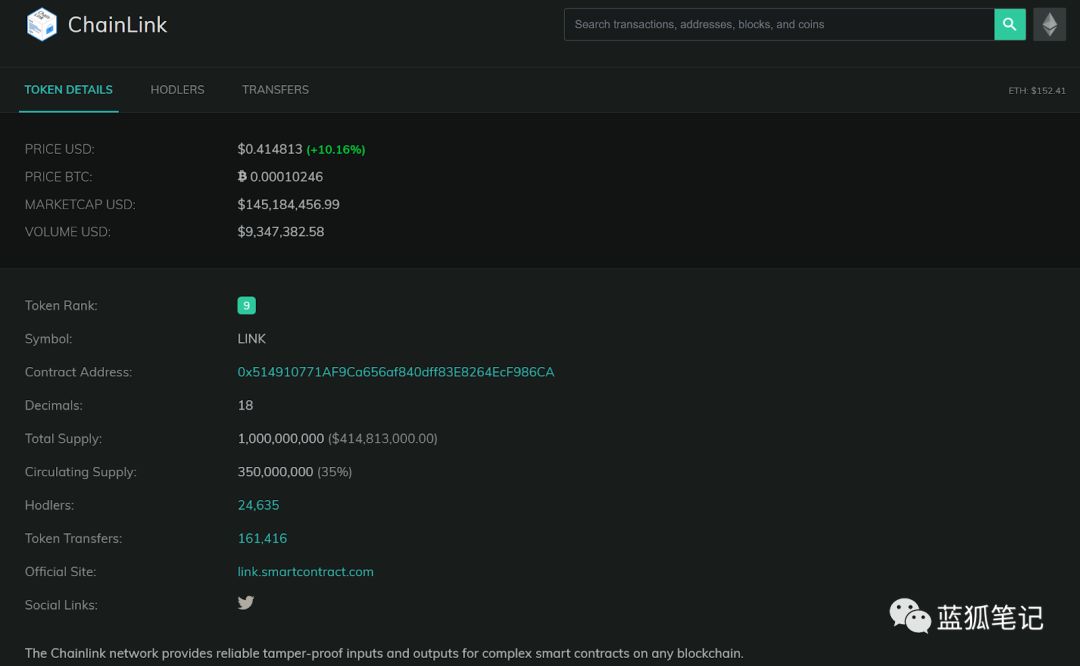 ChainLink
Search transactions, addresses, blocks, and coins
TOKEN DETAILS HODLERS TRANSFERS ETH: $152.41
PRICE USD: $0.414813 (+10.16%)
PRICE BTC: ₿ 0.00010246
MARKETCAP USD: $145,184,456.99
VOLUME USD: $9,347,382.58
Token Rank: 9
Symbol: LINK
Contract Address: 0x514910771AF9Ca656af840dff83E8264EcF986CA
Decimals: 18
Total Supply: 1,000,000,000 ($414,813,000.00)
Circulating Supply: 350,000,000 (35%)
Hodlers: 24,635
Token Transfers: 161,416
Official Site: link.smartcontract.com
Social Links:
蓝狐笔记
The Chainlink network provides reliable tamper-proof inputs and outputs for complex smart contracts on any blockchain.